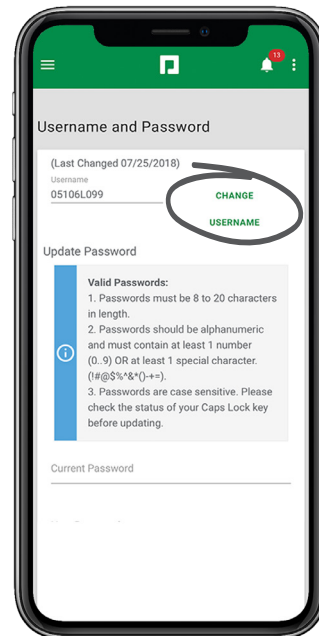 13
Username and Password
(Last Changed 07/25/2018)
Username
05106L099
CHANGE
USERNAME
Update Password
Valid Passwords:
1. Passwords must be 8 to 20 characters
in length.
2. Passwords should be alphanumeric
and must contain at least 1 number
(0..9) OR at least 1 special character.
(!#@$%^&*()-+=).
3. Passwords are case sensitive. Please
check the status of your Caps Lock key
before updating.
Current Password